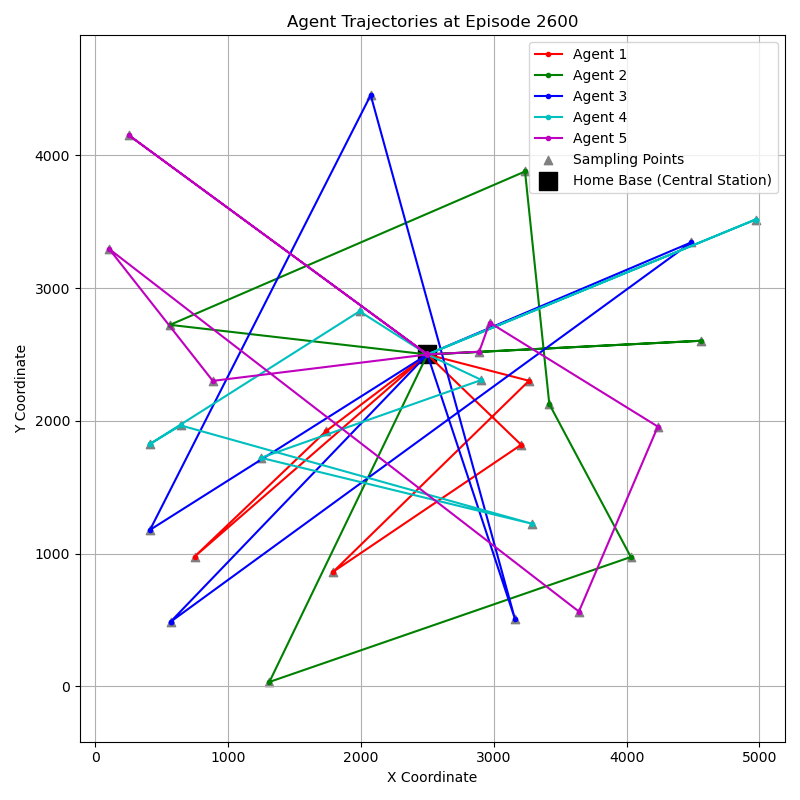 Agent Trajectories at Episode 2600
Agent 1
Agent 2
Agent 3
Agent 4
Agent 5
Sampling Points
Home Base (Central Station)
Y Coordinate
4000
3000
2000
1000
0
0 1000 2000 3000 4000 5000
X Coordinate